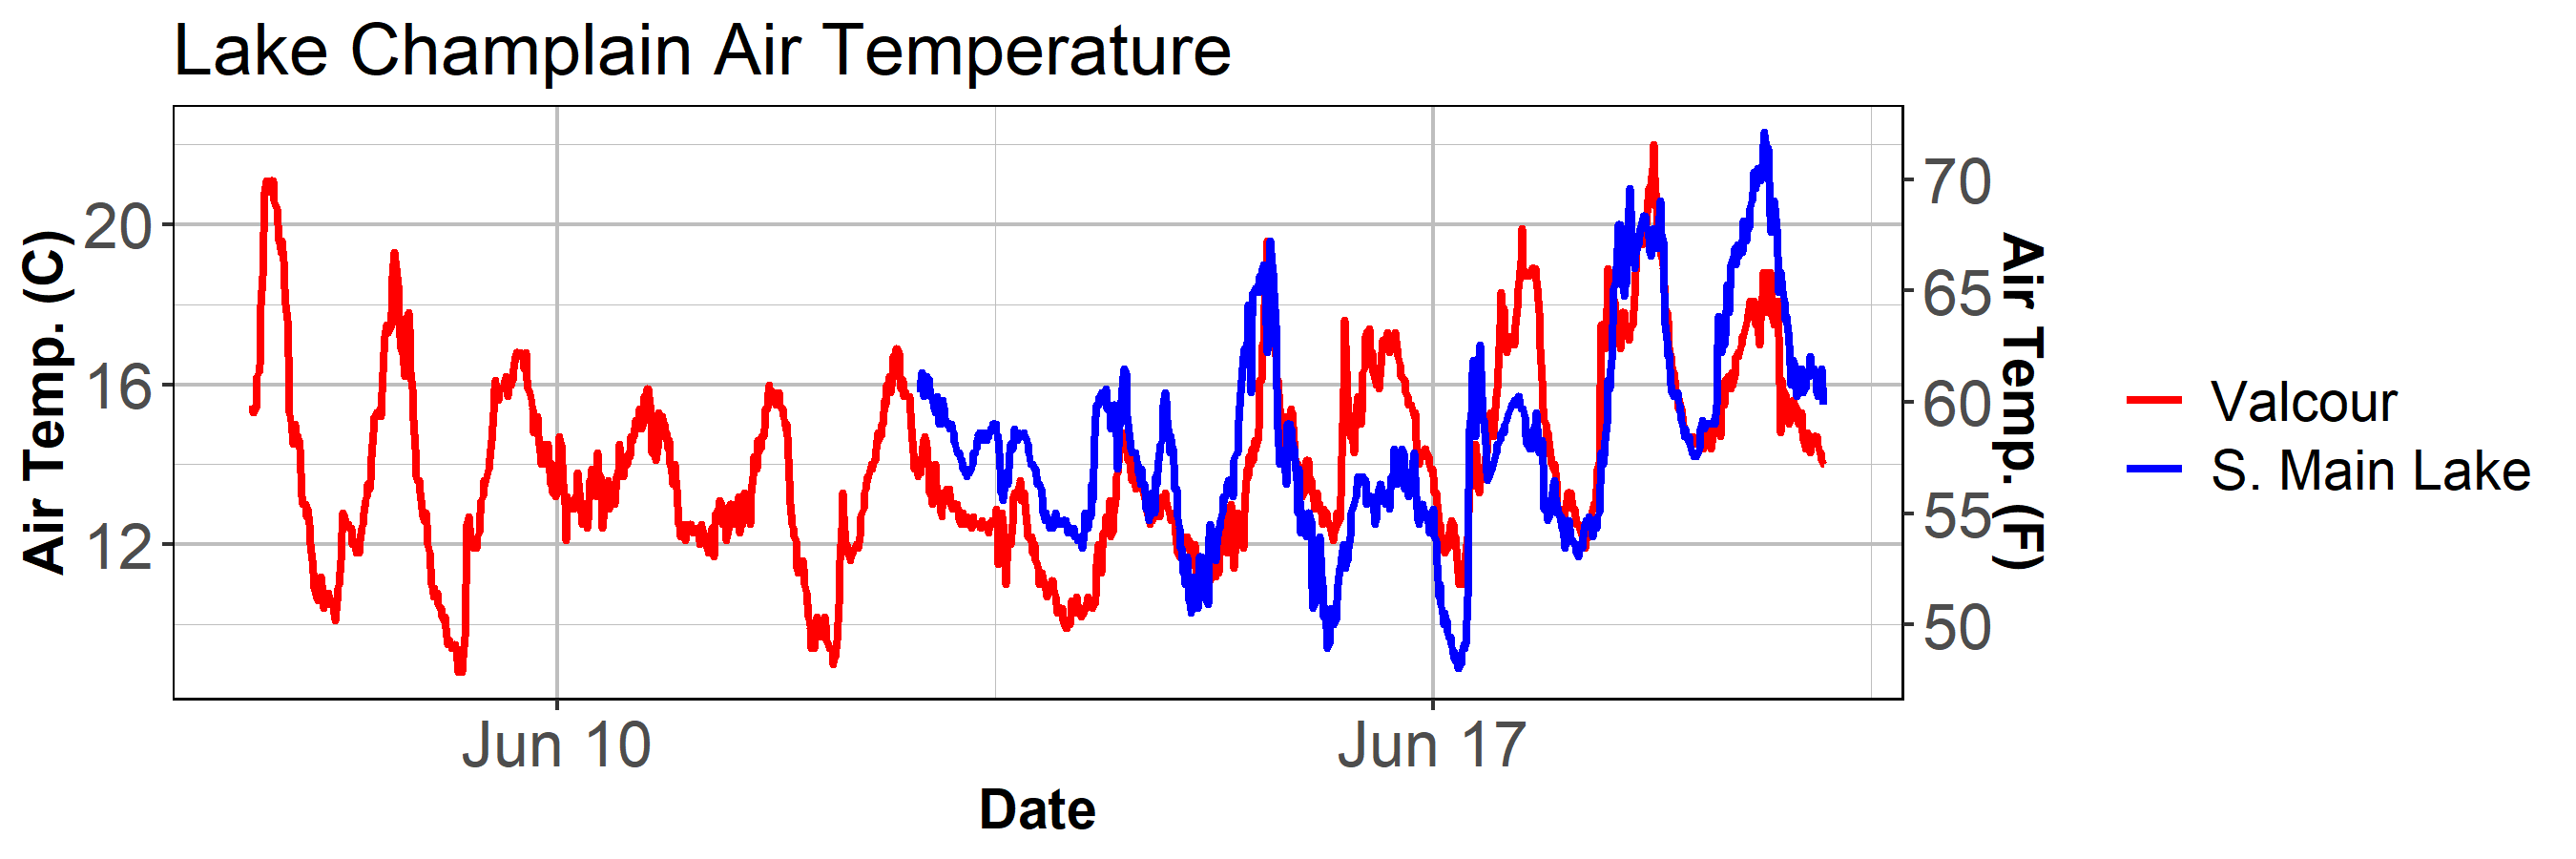 Lake Champlain Air Temperature
Air Temp. (C)
20
16
12
70
65
60
55
50
Air Temp. (F)
Jun 10
Jun 17
Date
Valcour
S. Main Lake